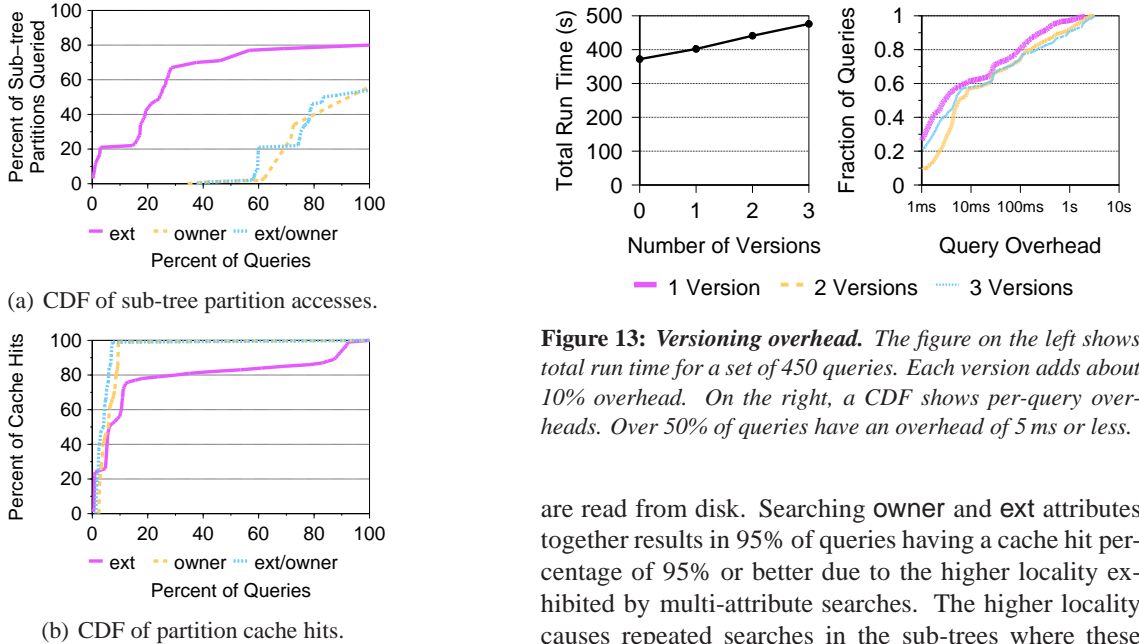 100
80
60
40
20
0
0 20 40 60 80 100
Percent of Sub−tree
Partitions Queried
ext owner ext/owner
Percent of Queries
(a) CDF of sub-tree partition accesses.
100
80
60
40
20
0
0 20 40 60 80 100
Percent of Cache Hits
ext owner ext/owner
Percent of Queries
(b) CDF of partition cache hits.
500
400
300
200
100
0
0 1 2 3
Total Run Time (s)
Number of Versions
1
0.8
0.6
0.4
0.2
0
1ms 10ms 100ms 1s 10s
Fraction of Queries
Query Overhead
1 Version 2 Versions 3 Versions
Figure 13: Versioning overhead. The figure on the left shows
total run time for a set of 450 queries. Each version adds about
10% overhead. On the right, a CDF shows per-query over-
heads. Over 50% of queries have an overhead of 5 ms or less.
are read from disk. Searching owner and ext attributes
together results in 95% of queries having a cache hit per-
centage of 95% or better due to the higher locality ex-
hibited by multi-attribute searches. The higher locality
causes repeated searches in the sub-trees where these